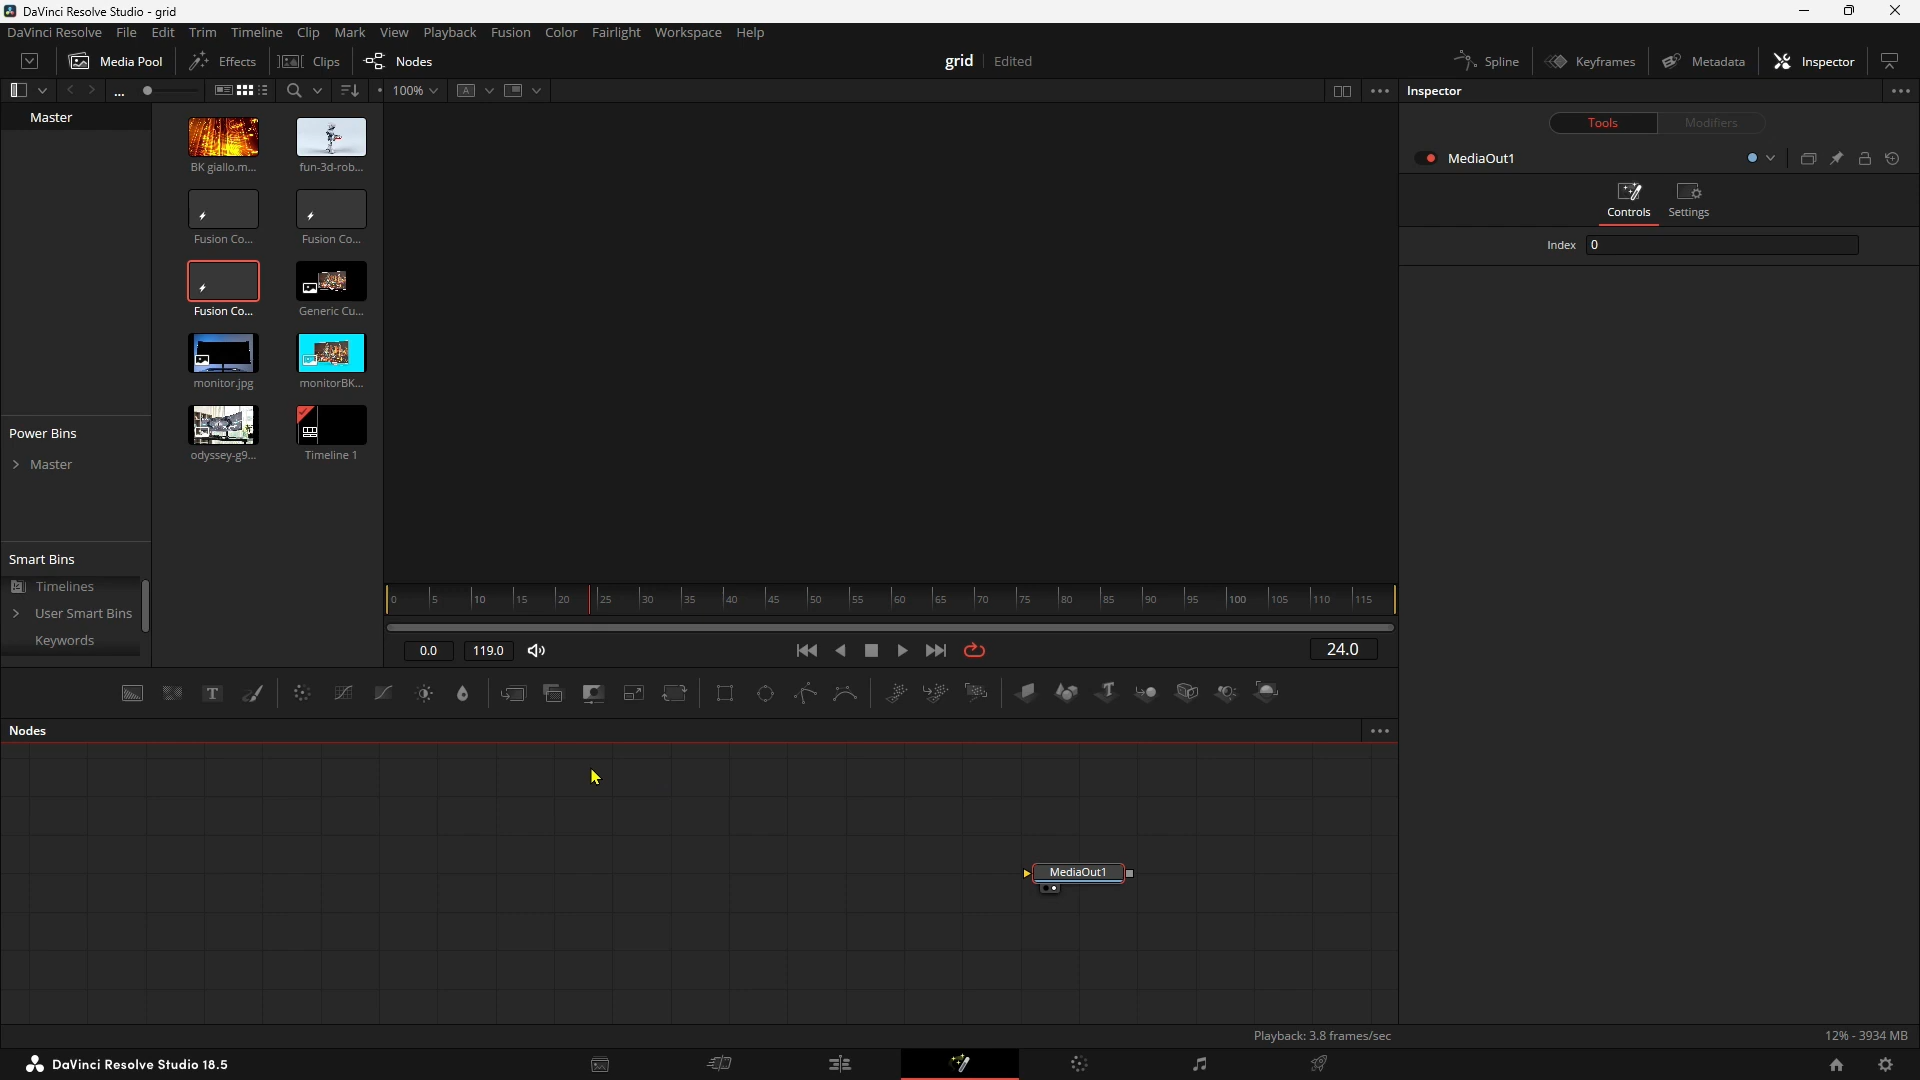 DaVinci Resolve Studio - grid
DaVinci Resolve File Edit Trim Timeline Clip Mark View Playback Fusion Color Fairlight Workspace Help
Media Pool Effects Clips Nodes grid Edited Spline Keyframes Metadata Inspector
... 100% A Inspector
Master
BK giallo.m... fun-3d-rob...
Tools Modifiers
MediaOut1
Controls Settings
Index 0
Fusion Co... Fusion Co...
Fusion Co... Generic Cu...
monitor.jpg monitorBK...
odyssey-g9... Timeline 1
Power Bins
Master
Smart Bins
Timelines
User Smart Bins
Keywords
0 5 10 15 20 25 30 35 40 45 50 55 60 65 70 75 80 85 90 95 100 105 110 115
0.0 119.0 24.0
T T
Nodes
MediaOut1
Playback: 3.8 frames/sec 12% - 3934 MB
DaVinci Resolve Studio 18.5